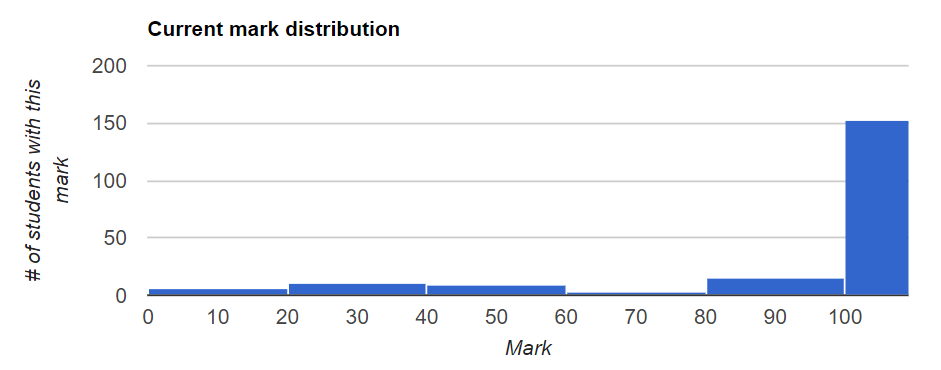 Current mark distribution
# of students with this
mark
200
150
100
50
0
0 10 20 30 40 50 60 70 80 90 100
Mark